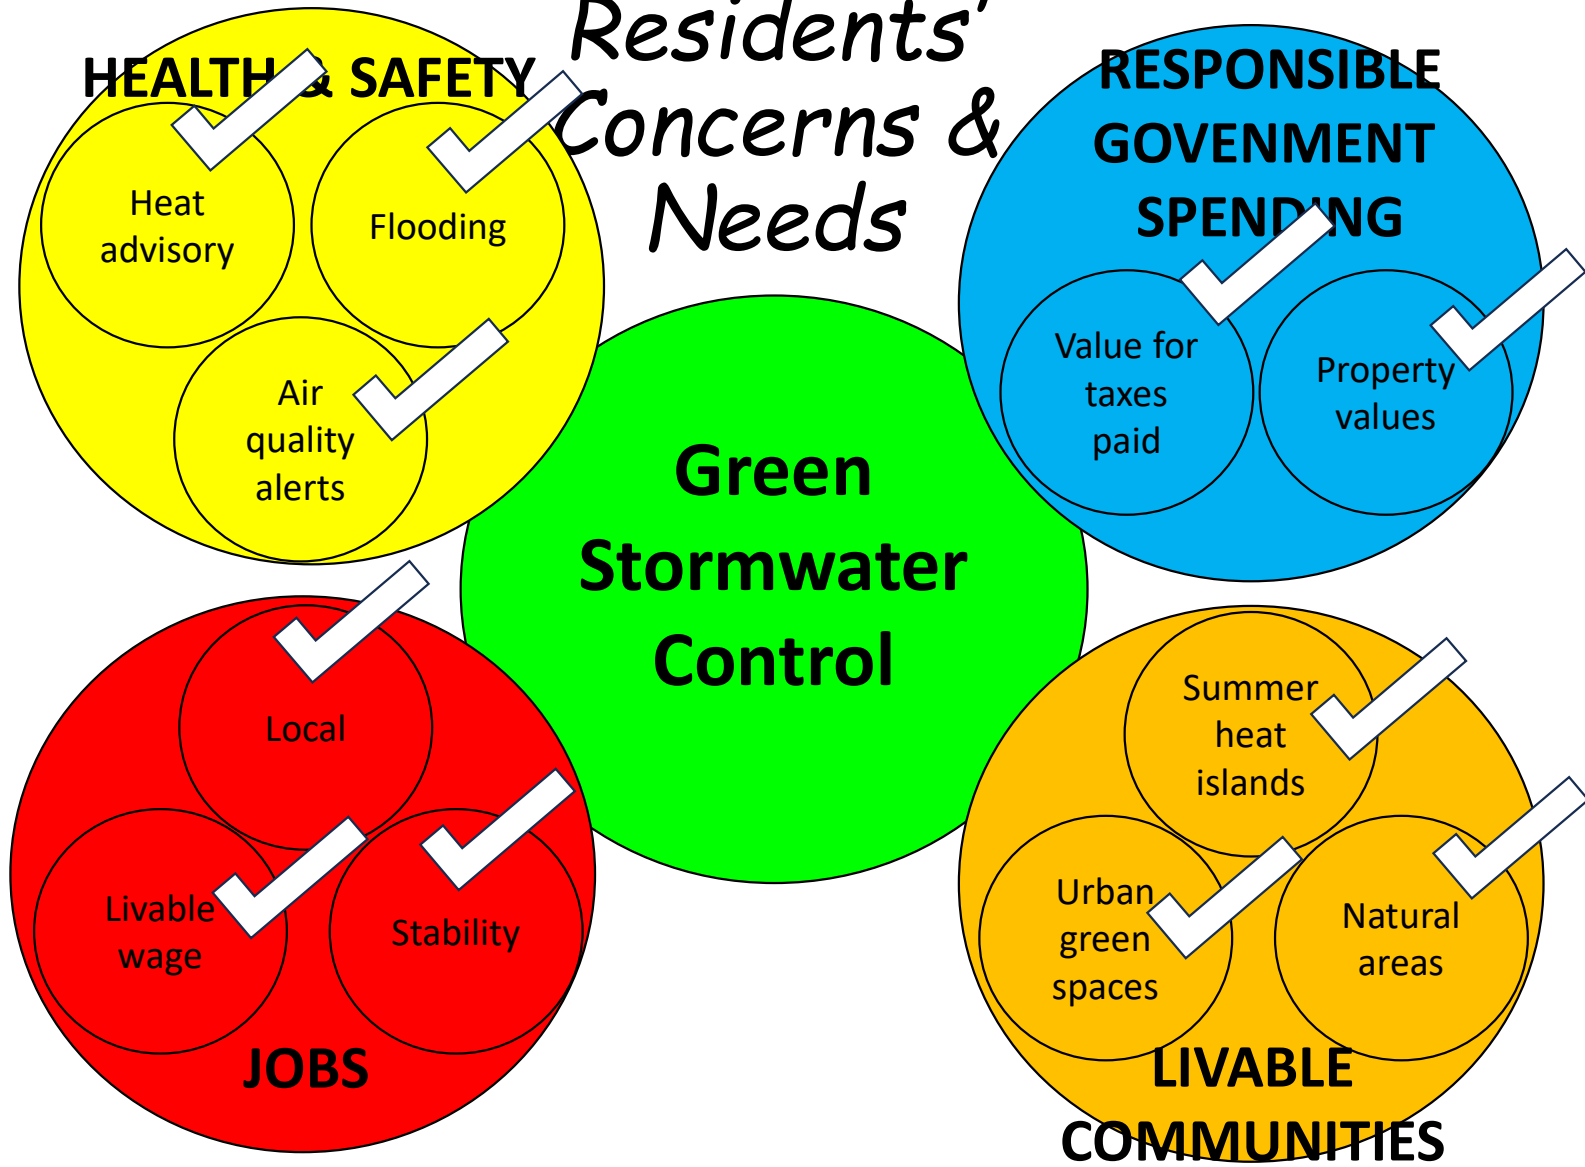 Residents’
Concerns &
Needs
HEALTH & SAFETY
Heat
advisory
Flooding
Air
quality
alerts
RESPONSIBLE
GOVENMENT
SPENDING
Value for
taxes
paid
Property
values
Green
Stormwater
Control
Local
Livable
wage
Stability
JOBS
Summer
heat
islands
Urban
green
spaces
Natural
areas
LIVABLE
COMMUNITIES